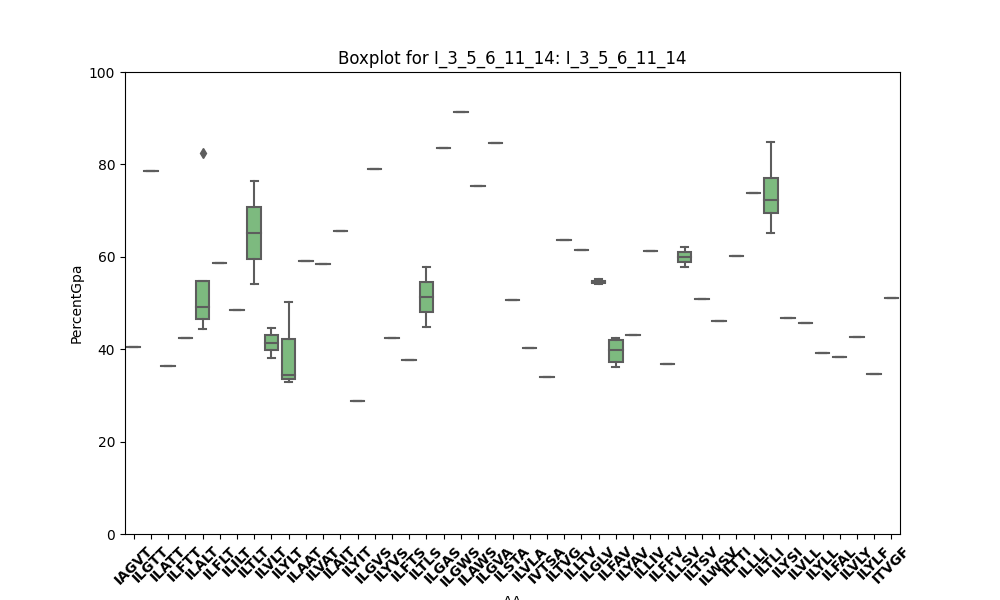 Boxplot for I_3_5_6_11_14: I_3_5_6_11_14
PercentGpa
100
80
60
40
20
0
IAGVT
ILGTT
ILATT
ILFTT
ILALT
ILFLT
ILILT
ILTLT
ILVLT
ILYLT
ILAAT
ILVAT
ILAIT
ILYIT
ILGVS
ILYVS
ILFTS
ILTLS
ILGAS
ILGWS
ILAWS
ILGVA
ILSTA
ILVLA
IVTSA
ILTVG
ILLTV
ILGLV
ILFAV
ILYAV
ILLIV
ILFFV
ILLSV
ILTSV
ILWSV
ILTTI
ILLLI
ILTLI
ILYSI
ILVLL
ILYLL
ILFAL
ILVLY
ILYLF
ITVGF